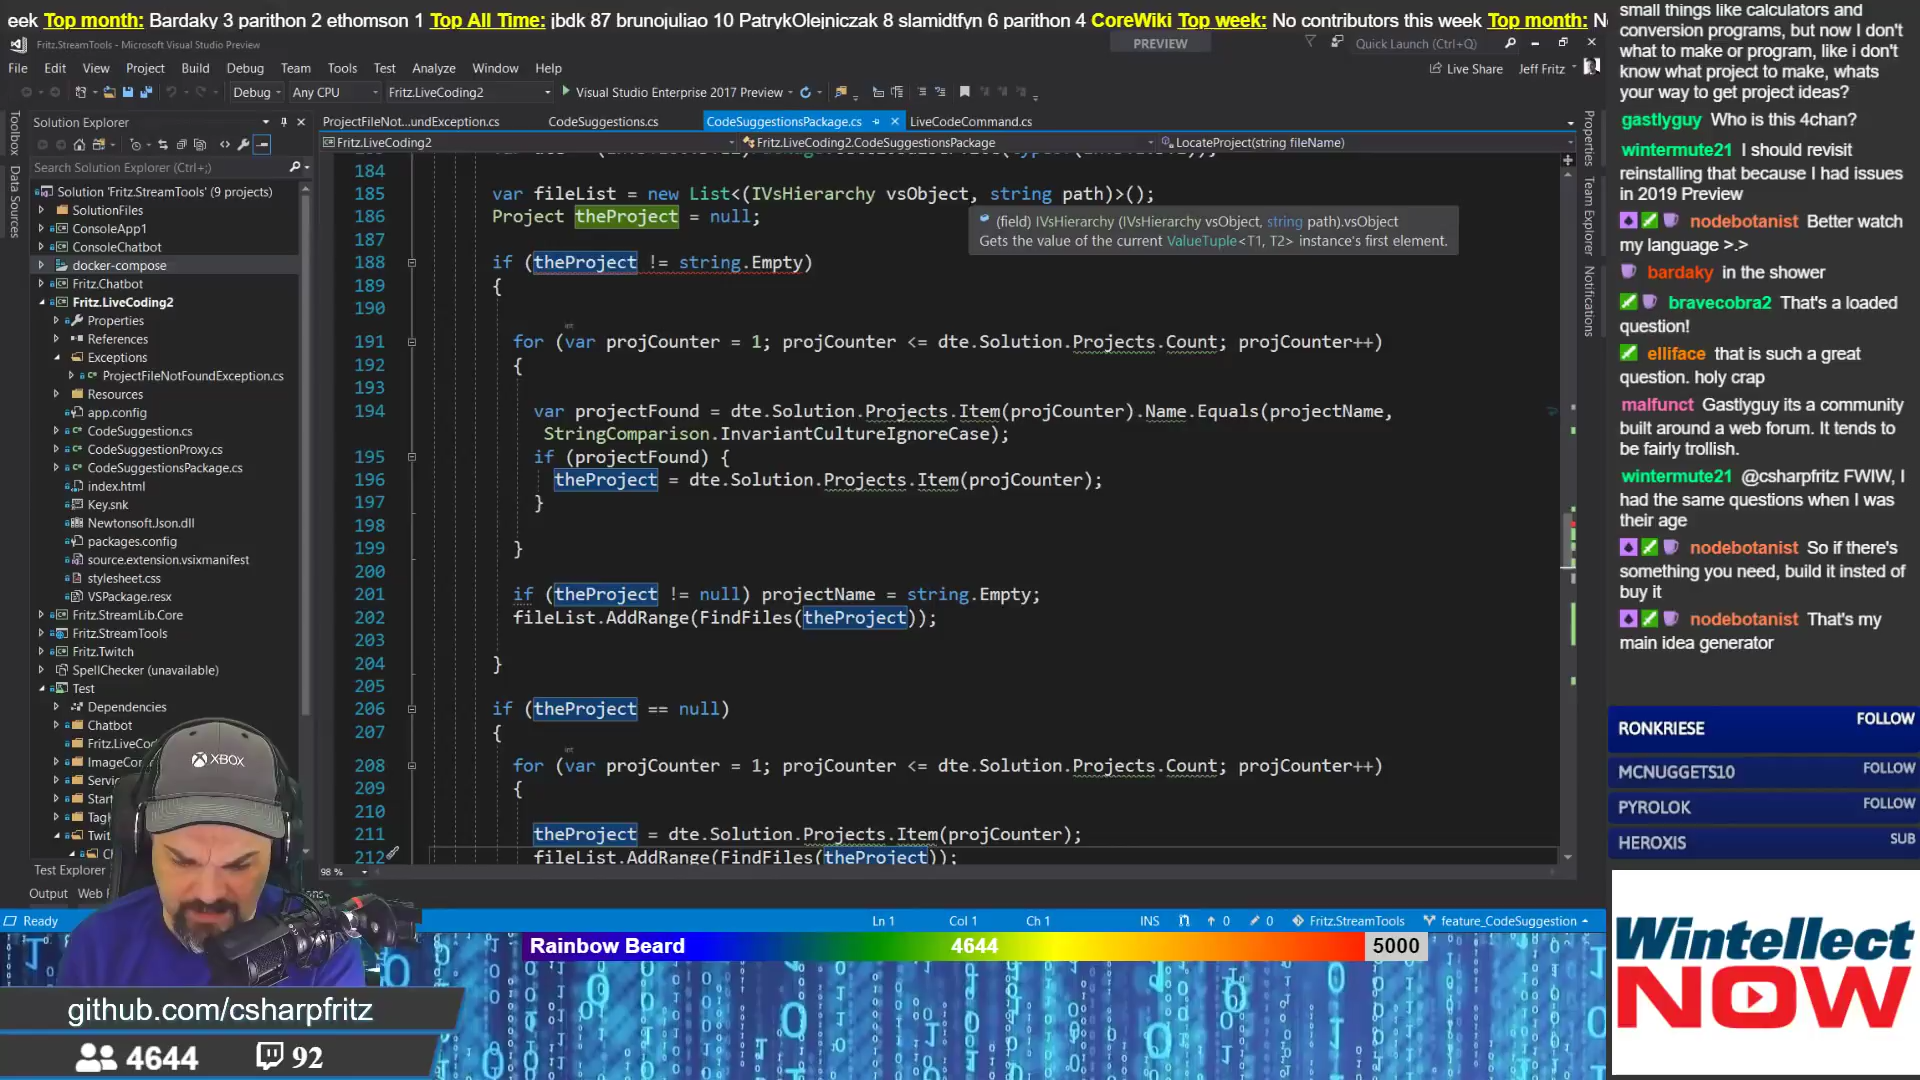 eek Top month: Bardaky 3 parithon 2 ethomson 1 Top All Time: jbdk 87 brunojuliao 10 PatrykOlejniczak 8 slamidtfyn 6 parithon 4 CoreWiki Top week: No contributors this week Top month: N
Fritz.StreamTools - Microsoft Visual Studio Preview
PREVIEW
Quick Launch (Ctrl+Q)
File Edit View Project Build Debug Team Tools Test Analyze Window Help
Live Share Jeff Fritz
Debug Any CPU Fritz.LiveCoding2 Visual Studio Enterprise 2017 Preview
Toolbox
Data Sources
Solution Explorer
Search Solution Explorer (Ctrl+;)
Solution 'Fritz.StreamTools' (9 projects)
SolutionFiles
ConsoleApp1
ConsoleChatbot
docker-compose
Fritz.Chatbot
Fritz.LiveCoding2
Properties
References
Exceptions
ProjectFileNotFoundException.cs
Resources
app.config
CodeSuggestion.cs
CodeSuggestionProxy.cs
CodeSuggestionsPackage.cs
index.html
Key.snk
Newtonsoft.Json.dll
packages.config
source.extension.vsixmanifest
stylesheet.css
VSPackage.resx
Fritz.StreamLib.Core
Fritz.StreamTools
Fritz.Twitch
SpellChecker (unavailable)
Test
Dependencies
Chatbot
Fritz.LiveCo
ImageCor
Servic
Start
Tag
Twit
Test Explorer
Output Web
ProjectFileNot...undException.cs CodeSuggestions.cs CodeSuggestionsPackage.cs LiveCodeCommand.cs
Fritz.LiveCoding2 Fritz.LiveCoding2.CodeSuggestionsPackage LocateProject(string fileName)
184
185 var fileList = new List<(IVsHierarchy vsObject, string path)>();
186 Project theProject = null;
(field) IVsHierarchy (IVsHierarchy vsObject, string path).vsObject
Gets the value of the current ValueTuple<T1, T2> instance's first element.
187
188 if (theProject != string.Empty)
189 {
190
int
191 for (var projCounter = 1; projCounter <= dte.Solution.Projects.Count; projCounter++)
192 {
193
194 var projectFound = dte.Solution.Projects.Item(projCounter).Name.Equals(projectName,
StringComparison.InvariantCultureIgnoreCase);
195 if (projectFound) {
196 theProject = dte.Solution.Projects.Item(projCounter);
197 }
198
199 }
200
201 if (theProject != null) projectName = string.Empty;
202 fileList.AddRange(FindFiles(theProject));
203
204 }
205
206 if (theProject == null)
207 {
int
208 for (var projCounter = 1; projCounter <= dte.Solution.Projects.Count; projCounter++)
209 {
210
211 theProject = dte.Solution.Projects.Item(projCounter);
212 fileList.AddRange(FindFiles(theProject));
98 %
Properties
Team Explorer
Notifications
Ready Ln 1 Col 1 Ch 1 INS 0 0 Fritz.StreamTools feature_CodeSuggestion
small things like calculators and
conversion programs, but now I don't
what to make or program, like i don't
know what project to make, whats
your way to get project ideas?
gastlyguy Who is this 4chan?
wintermute21 I should revisit
reinstalling that because I had issues
in 2019 Preview
nodebotanist Better watch
my language >.>
bardaky in the shower
bravecobra2 That's a loaded
question!
elliface that is such a great
question. holy crap
malfunct Gastlyguy its a community
built around a web forum. It tends to
be fairly trollish.
wintermute21 @csharpfritz FWIW, I
had the same questions when I was
their age
nodebotanist So if there's
something you need, build it insted of
buy it
nodebotanist That's my
main idea generator
RONKRIESE FOLLOW
MCNUGGETS10 FOLLOW
PYROLOK FOLLOW
HEROXIS SUB
Wintellect
NOW
XBOX
Rainbow Beard 4644 5000
github.com/csharpfritz
4644 92